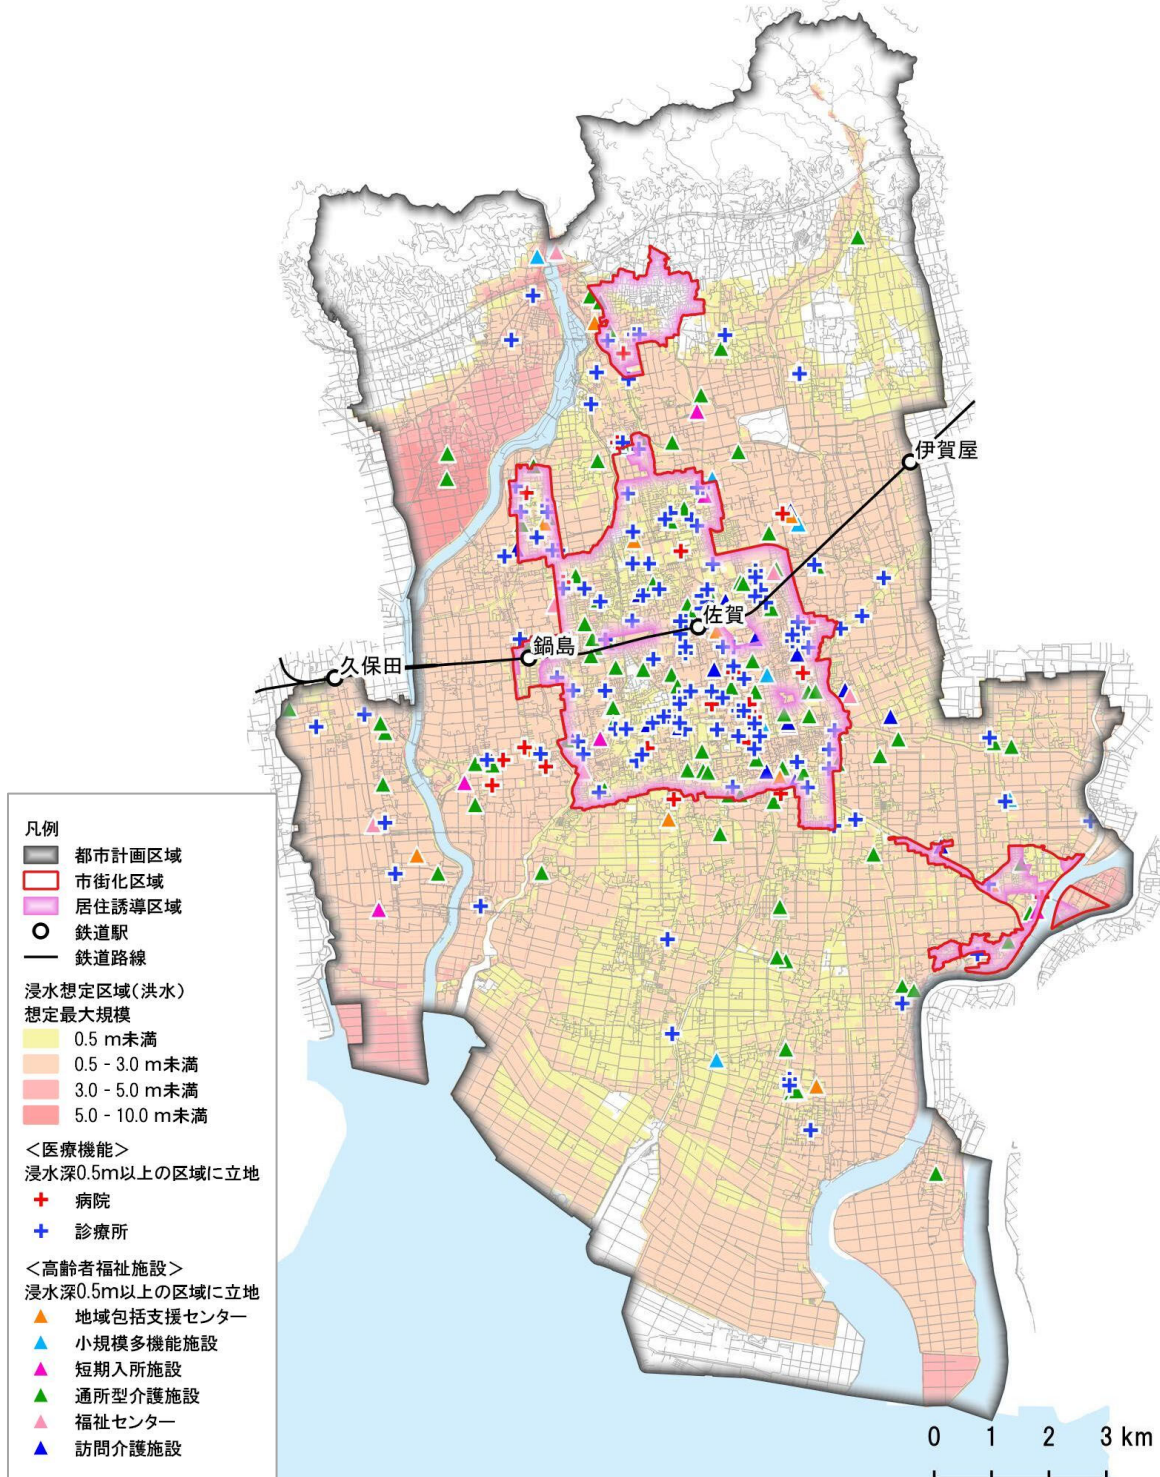 伊賀屋
佐賀
鍋島
久保田
凡例
都市計画区域
市街化区域
居住誘導区域
鉄道駅
鉄道路線
浸水想定区域(洪水)
想定最大規模
0.5 m未満
0.5 - 3.0 m未満
3.0 - 5.0 m未満
5.0 - 10.0 m未満
<医療機能>
浸水深0.5m以上の区域に立地
病院
診療所
<高齢者福祉施設>
浸水深0.5m以上の区域に立地
地域包括支援センター
小規模多機能施設
短期入所施設
通所型介護施設
福祉センター
訪問介護施設
0 1 2 3 km